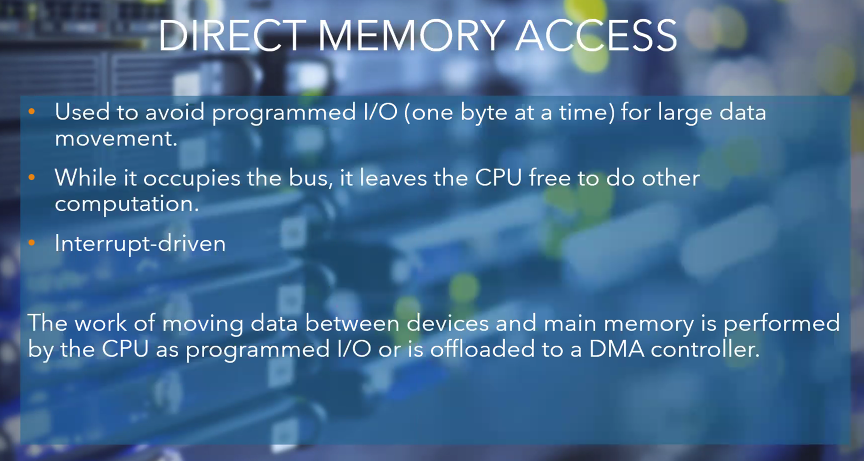 DIRECT MEMORY ACCESS
• Used to avoid programmed I/O (one byte at a time) for large data
movement.
• While it occupies the bus, it leaves the CPU free to do other
computation.
• Interrupt-driven
The work of moving data between devices and main memory is performed
by the CPU as programmed I/O or is offloaded to a DMA controller.